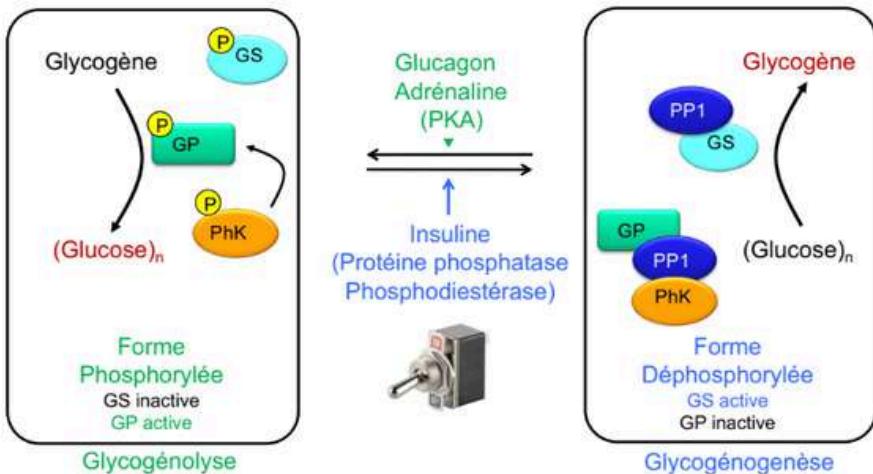 Glycogène
P
GS
P
GP
P
PhK
(Glucose)n
Forme
Phosphorylée
GS inactive
GP active
Glycogénolyse
Glucagon
Adrénaline
(PKA)
Insuline
(Protéine phosphatase
Phosphodiestérase)
Glycogène
PP1
GS
GP
PP1
PhK
(Glucose)n
Forme
Déphosphorylée
GS active
GP inactive
Glycogénogenèse